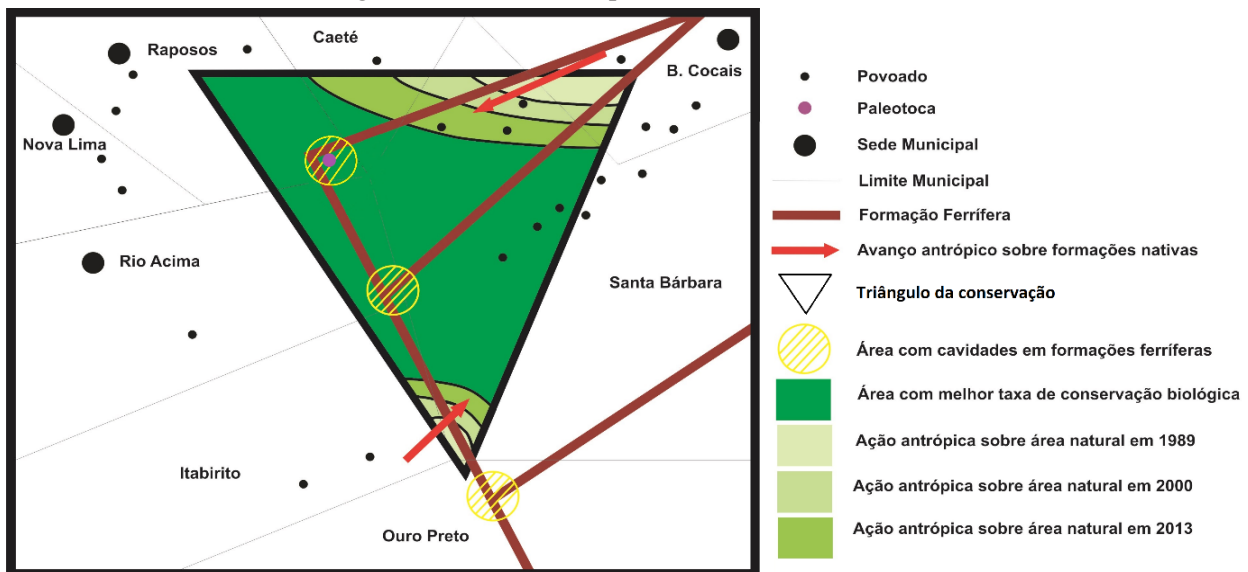 Caeté
Raposos
B. Cocais
Nova Lima
Rio Acima
Santa Bárbara
Itabirito
Ouro Preto
Povoado
Paleotoca
Sede Municipal
Limite Municipal
Formação Ferrífera
Avanço antrópico sobre formações nativas
Triângulo da conservação
Área com cavidades em formações ferríferas
Área com melhor taxa de conservação biológica
Ação antrópica sobre área natural em 1989
Ação antrópica sobre área natural em 2000
Ação antrópica sobre área natural em 2013